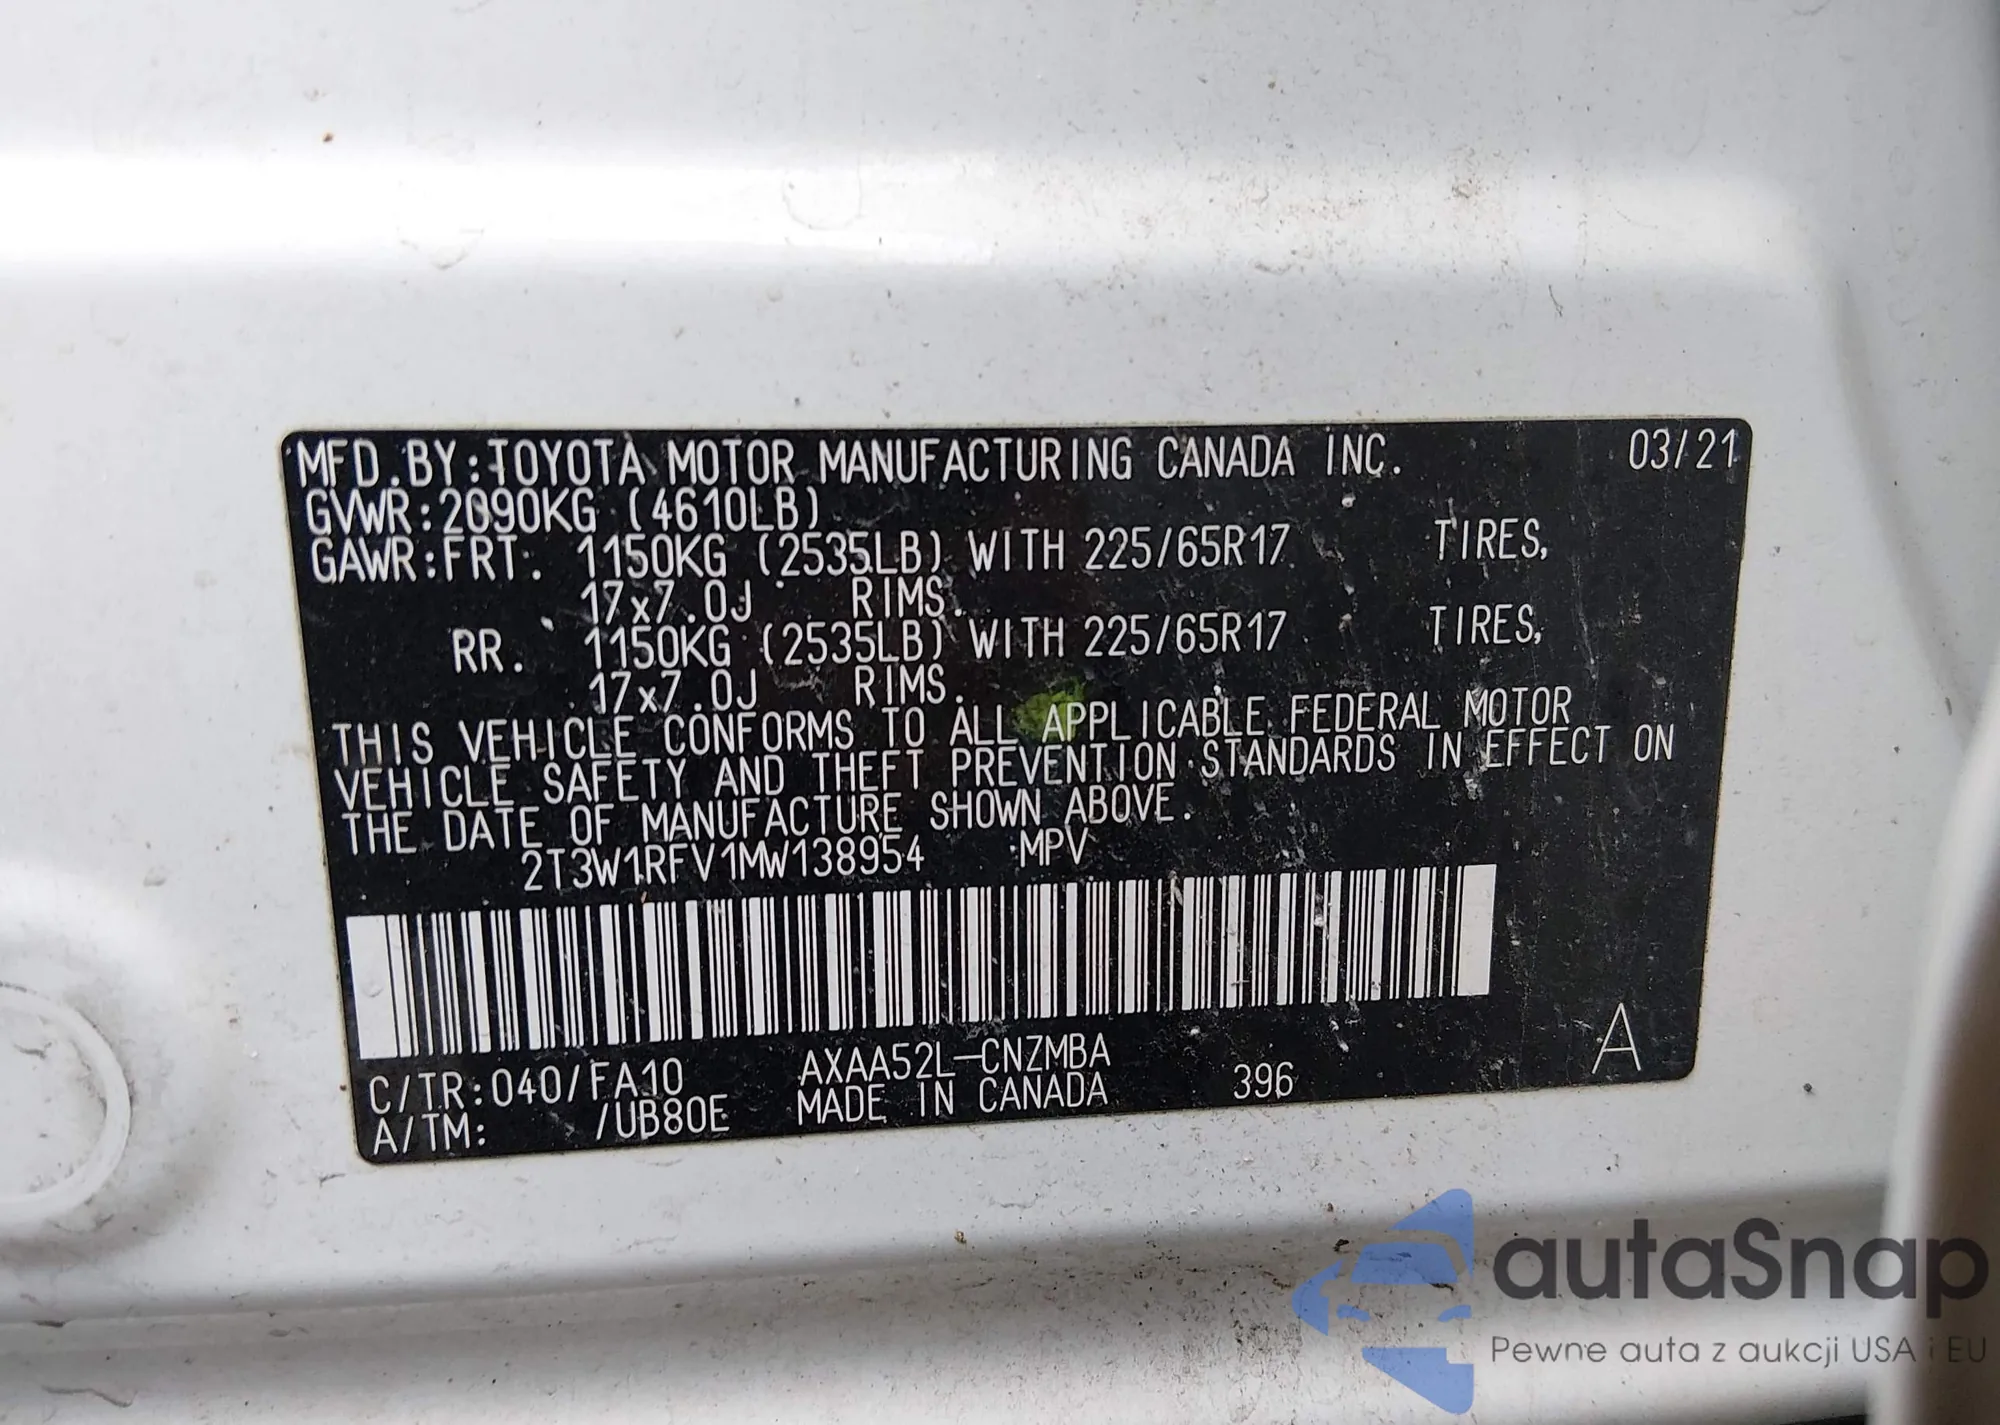 MFD.BY:TOYOTA MOTOR MANUFACTURING CANADA INC. 03/21
GVWR:2090KG (4610LB)
GAWR:FRT. 1150KG (2535LB) WITH 225/65R17 TIRES,
17x7.0J RIMS.
RR. 1150KG (2535LB) WITH 225/65R17 TIRES,
17x7.0J RIMS.
THIS VEHICLE CONFORMS TO ALL APPLICABLE FEDERAL MOTOR
VEHICLE SAFETY AND THEFT PREVENTION STANDARDS IN EFFECT ON
THE DATE OF MANUFACTURE SHOWN ABOVE.
2T3W1RFV1MW138954 MPV
C/TR:040/FA10 AXAA52L-CNZMBA
A/TM: /UB80E MADE IN CANADA 396 A
autaSnap
Pewne auta z aukcji USA i EU